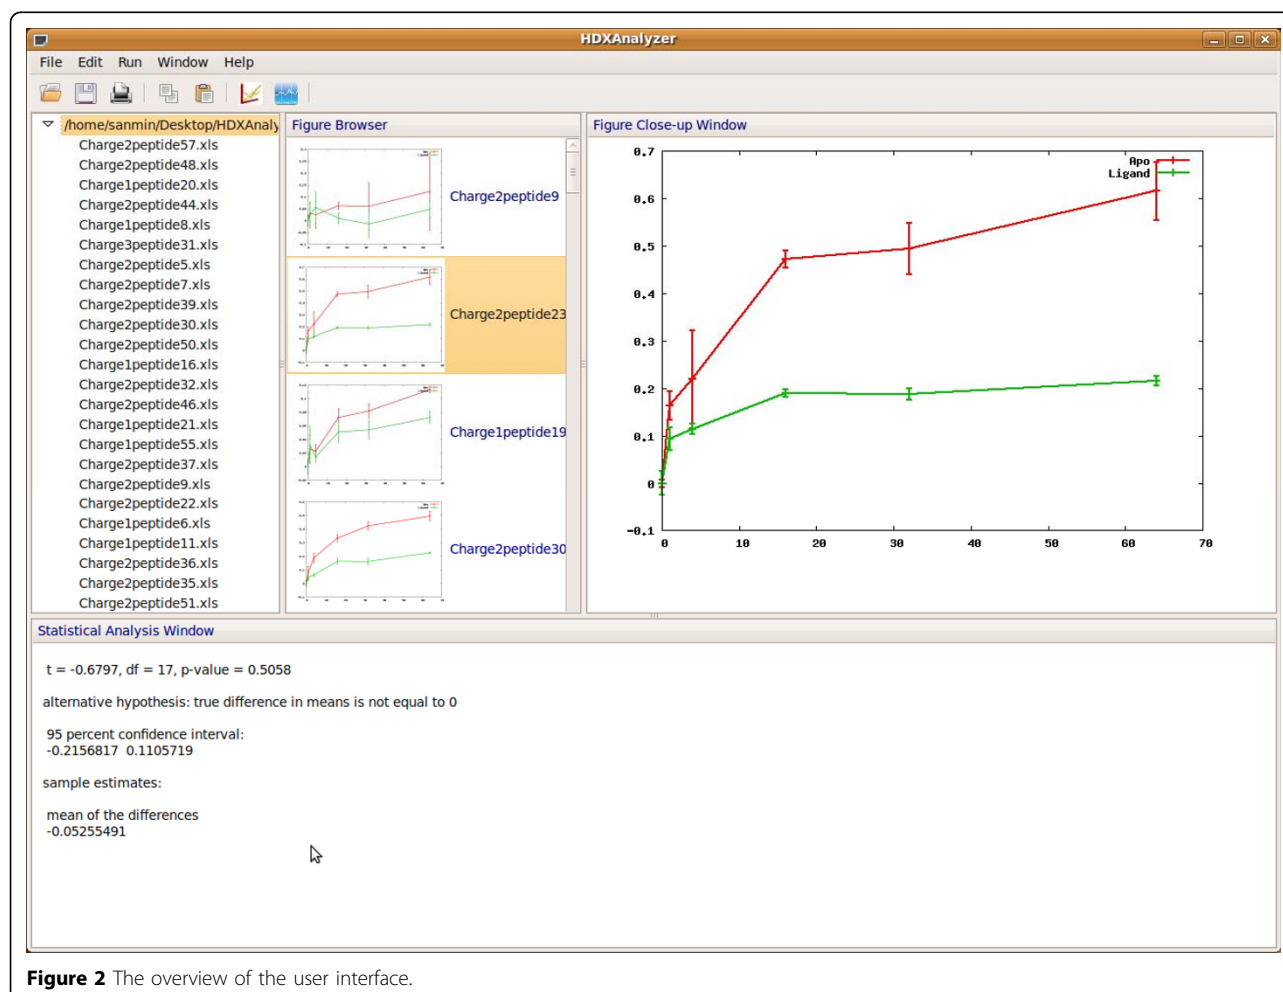 HDXAnalyzer
File Edit Run Window Help
/home/sanmin/Desktop/HDXAnaly
Charge2peptide57.xls
Charge2peptide48.xls
Charge1peptide20.xls
Charge2peptide44.xls
Charge1peptide8.xls
Charge3peptide31.xls
Charge2peptide5.xls
Charge2peptide7.xls
Charge2peptide39.xls
Charge2peptide30.xls
Charge2peptide50.xls
Charge1peptide16.xls
Charge2peptide32.xls
Charge2peptide46.xls
Charge1peptide21.xls
Charge1peptide55.xls
Charge2peptide37.xls
Charge2peptide9.xls
Charge2peptide22.xls
Charge1peptide6.xls
Charge1peptide11.xls
Charge2peptide36.xls
Charge2peptide35.xls
Charge2peptide51.xls
Figure Browser
Charge2peptide9
Charge2peptide23
Charge1peptide19
Charge2peptide30
Figure Close-up Window
0.7
Apo
Ligand
0.6
0.5
0.4
0.3
0.2
0.1
0
-0.1
0 10 20 30 40 50 60 70
Statistical Analysis Window
t = -0.6797, df = 17, p-value = 0.5058
alternative hypothesis: true difference in means is not equal to 0
95 percent confidence interval:
-0.2156817 0.1105719
sample estimates:
mean of the differences
-0.05255491
Figure 2 The overview of the user interface.